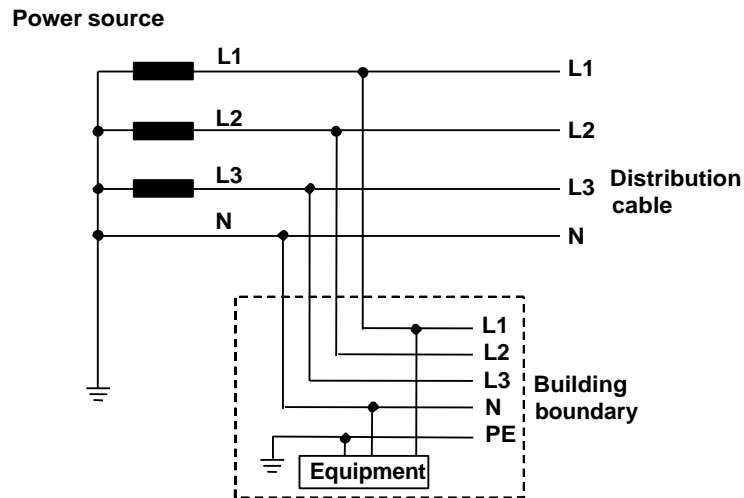 Power source
L1
L1
L2
L2
L3
L3
Distribution
cable
N
N
L1
L2
L3
Building
boundary
N
PE
Equipment